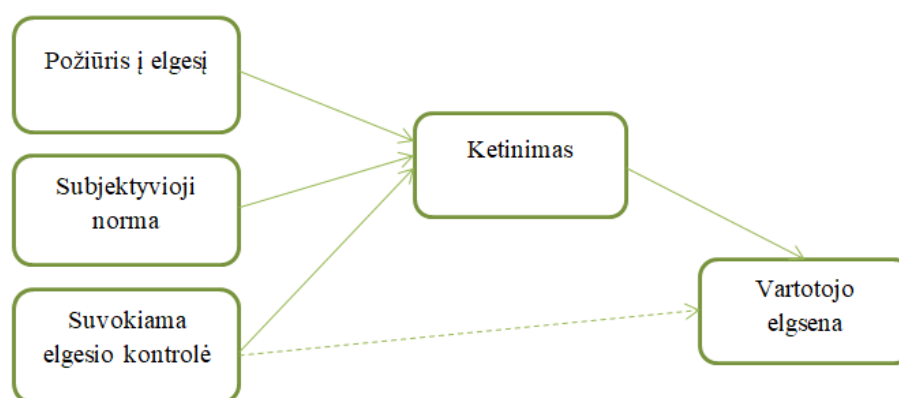 Požiūris į elgesį
Subjektyvioji
norma
Suvokiama
elgesio kontrolė
Ketinimas
Vartotojo
elgsena